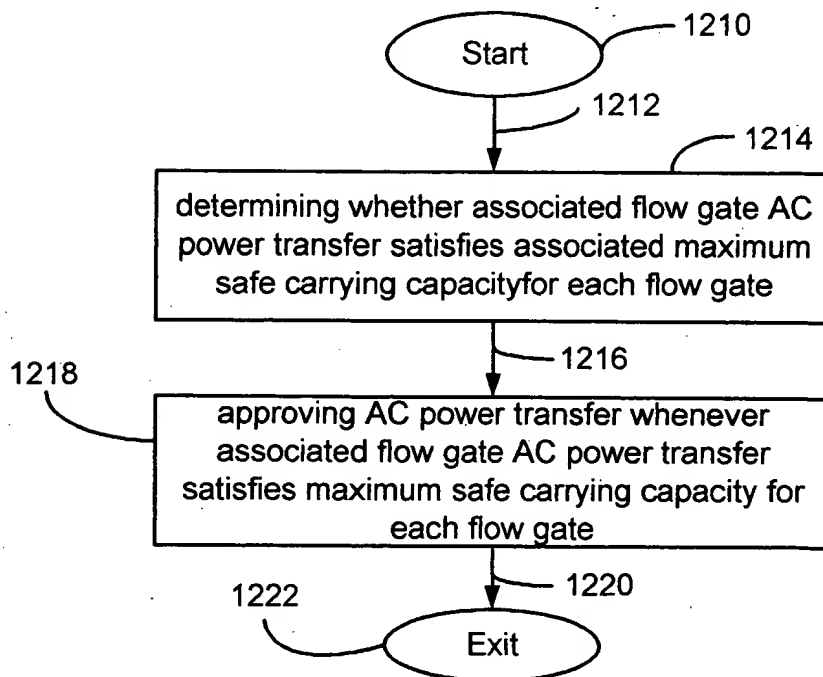 1210
Start
1212
1214
determining whether associated flow gate AC
power transfer satisfies associated maximum
safe carrying capacityfor each flow gate
1216
1218
approving AC power transfer whenever
associated flow gate AC power transfer
satisfies maximum safe carrying capacity for
each flow gate
1220
1222
Exit